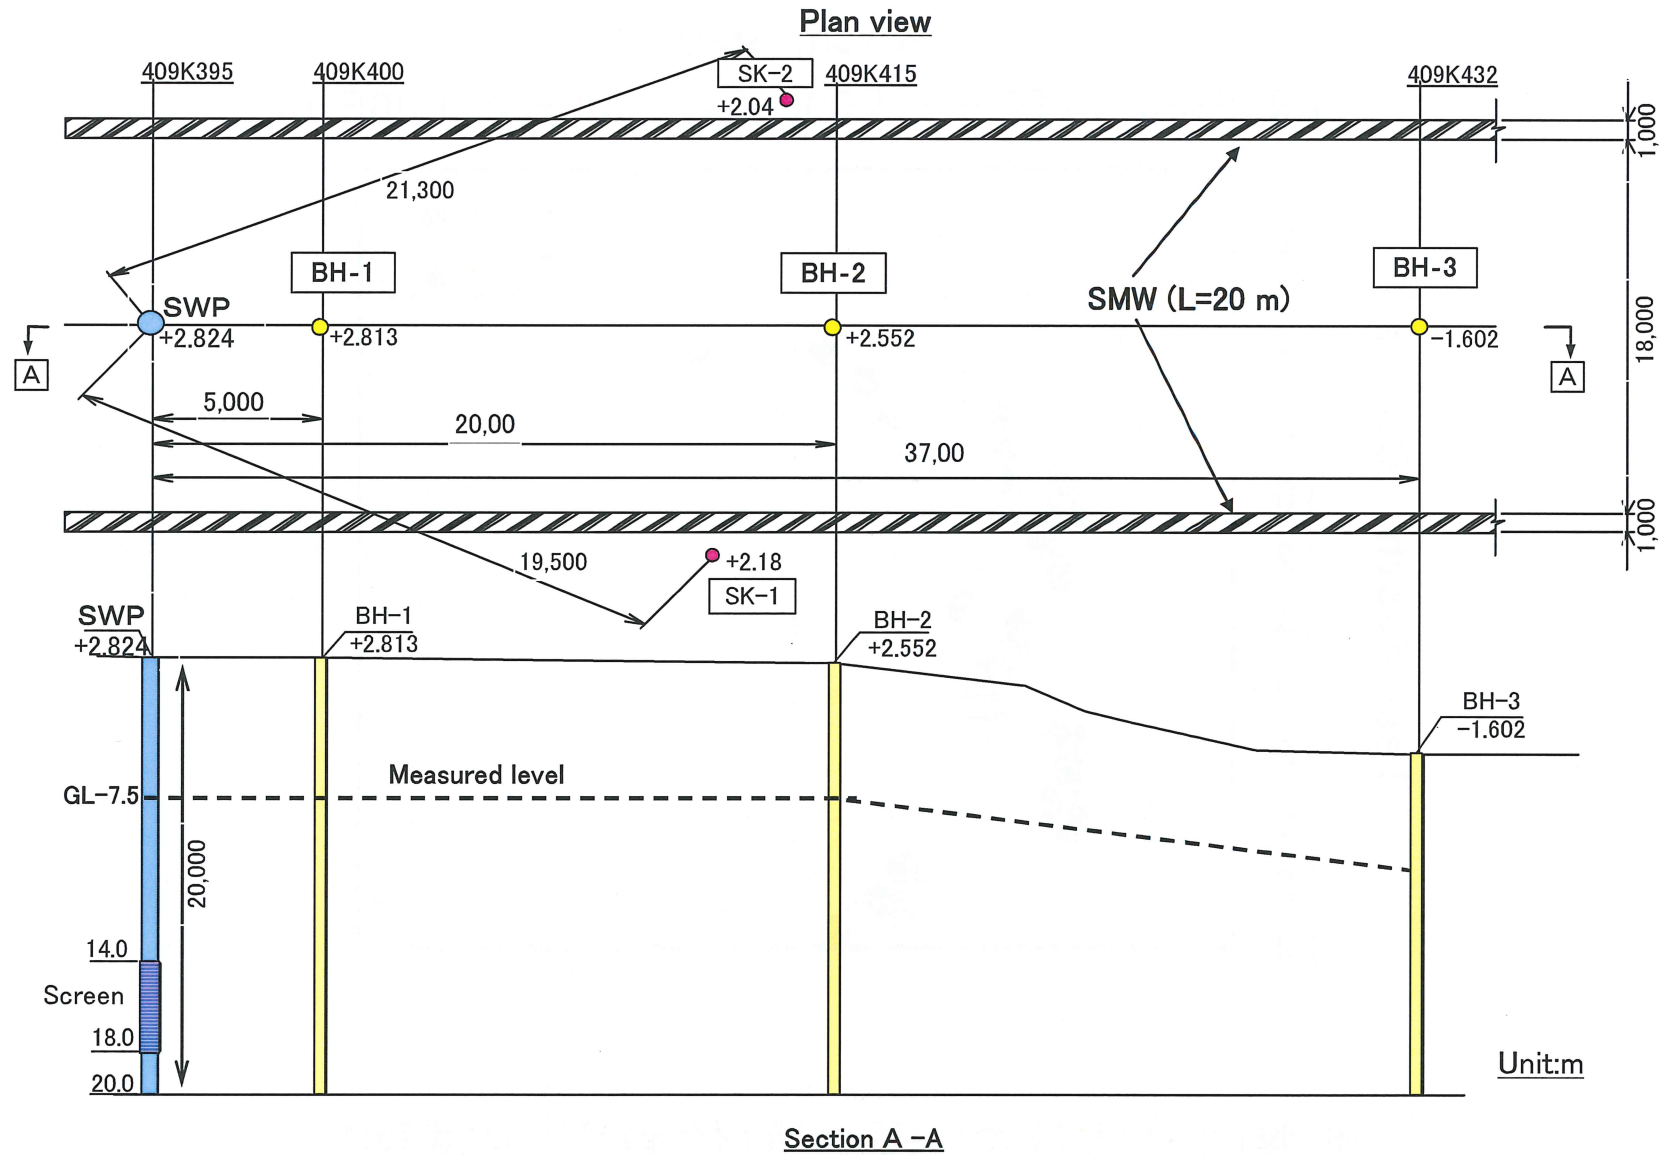 Plan view
409K395
409K400
SK-2
409K415
409K432
+2.04
1,000
21,300
BH-1
BH-2
BH-3
SWP
SMW (L=20 m)
+2.824
+2.813
+2.552
-1.602
18,000
A
A
5,000
20,00
37,00
1,000
19,500
+2.18
SK-1
SWP
+2.824
BH-1
+2.813
BH-2
+2.552
BH-3
-1.602
Measured level
GL-7.5
20,000
14.0
Screen
18.0
20.0
Unit:m
Section A -A